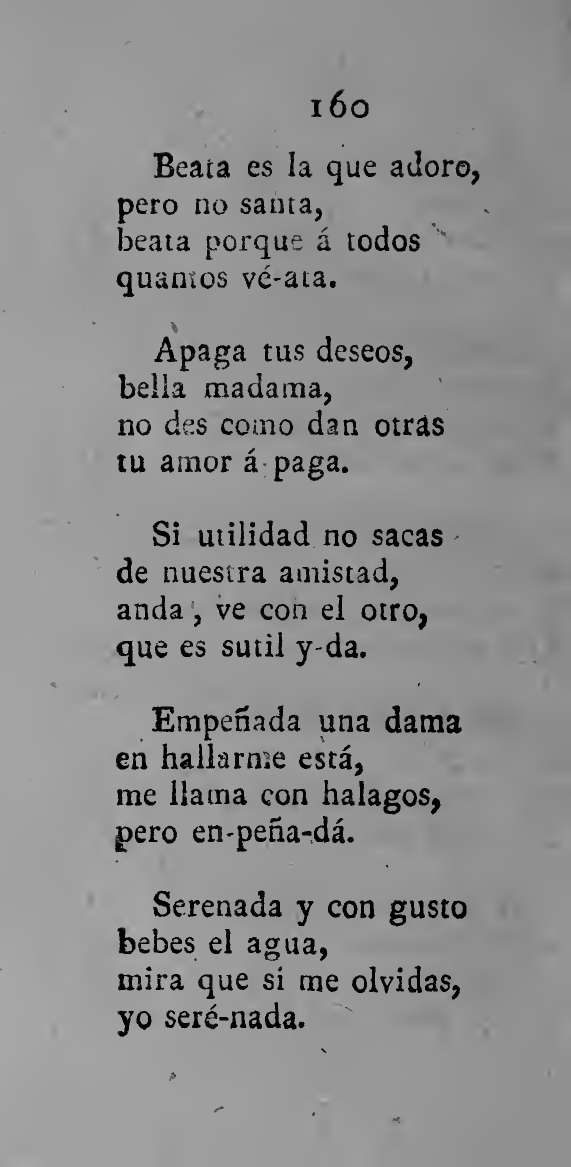 160
Beata es la que adoro,
pero no santa,
beata porque á todos
quantos vé-ata.
Apaga tus deseos,
bella madama,
no des como dan otras
tu amor á paga.
Si utilidad no sacas
de nuestra amistad,
anda, ve con el otro,
que es sutil y-da.
Empeñada una dama
en hallarme está,
me llama con halagos,
pero en-peña-dá.
Serenada y con gusto
bebes el agua,
mira que si me olvidas,
yo seré-nada.